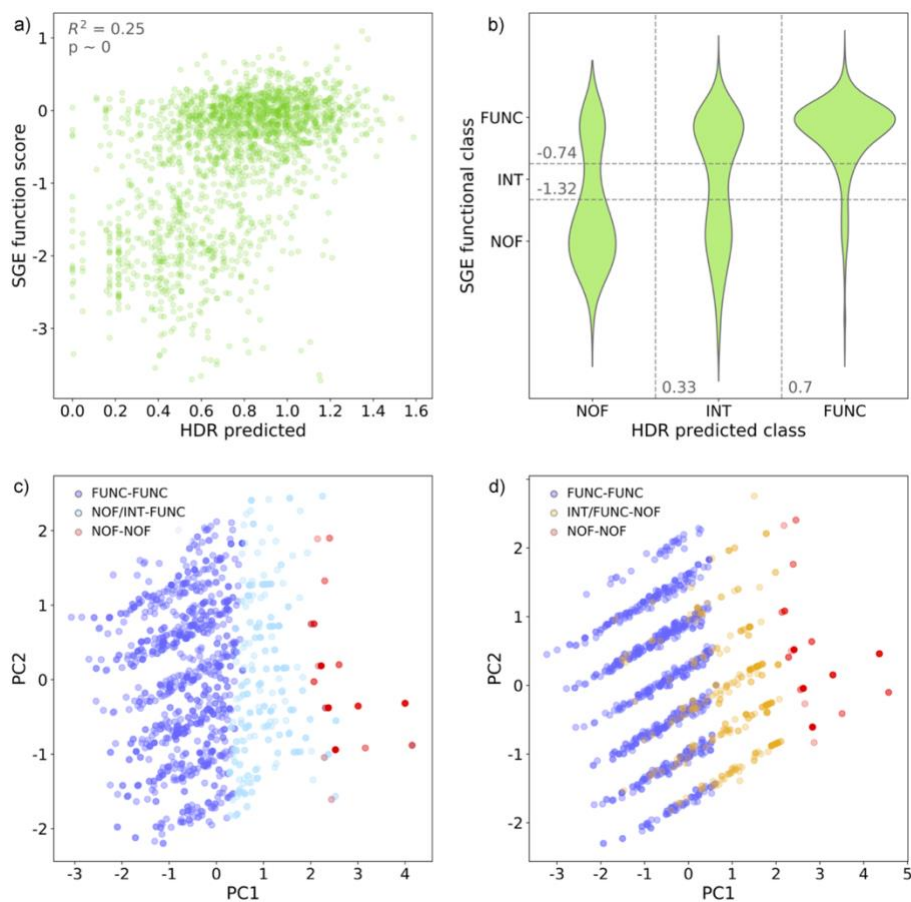 a)
R² = 0.25
p ~ 0
SGE function score
1
0
-1
-2
-3
0.0 0.2 0.4 0.6 0.8 1.0 1.2 1.4 1.6
HDR predicted
b)
SGE functional class
FUNC
-0.74
INT
-1.32
NOF
0.33 0.7
NOF INT FUNC
HDR predicted class
c)
FUNC-FUNC
NOF/INT-FUNC
NOF-NOF
PC2
2
1
0
-1
-2
-3 -2 -1 0 1 2 3 4
PC1
d)
FUNC-FUNC
INT/FUNC-NOF
NOF-NOF
PC2
2
1
0
-1
-2
-3 -2 -1 0 1 2 3 4 5
PC1